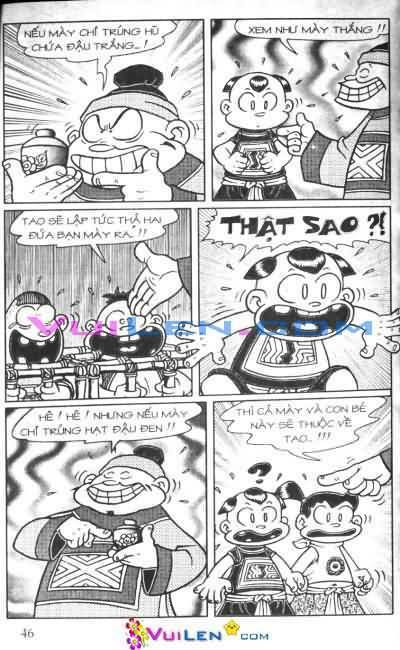 NẾU MÀY CHỈ TRÚNG HŨ
CHỨA ĐẬU TRẮNG...!
XEM NHƯ MÀY THẮNG !!
TAO SẼ LẬP TỨC THẢ HAI
ĐỨA BẠN MÀY RA..!!
THẬT SAO ?!
VuiLen.com
HÊ ! HÊ ! NHƯNG NẾU MÀY
CHỈ TRÚNG HẠT ĐẬU ĐEN !!
THÌ CẢ MÀY VÀ CON BÉ
NÀY SẼ THUỘC VỀ
TAO..!!!
?
46
VuiLen.com